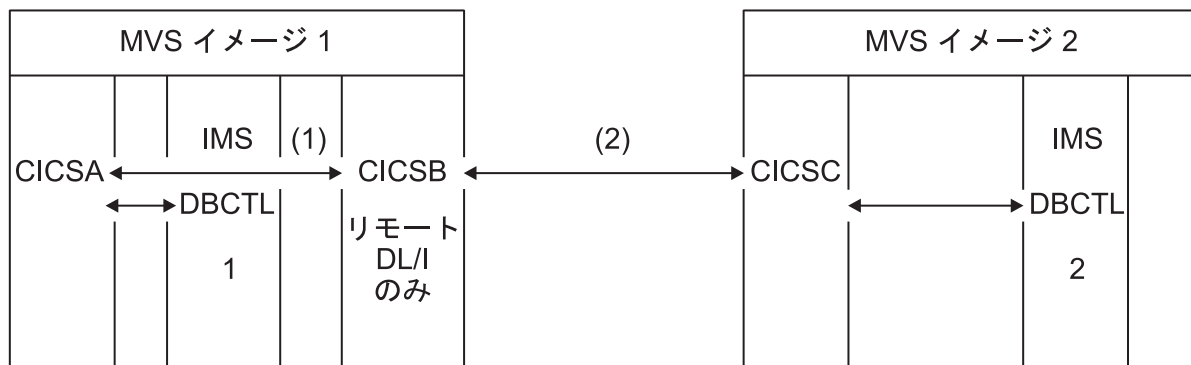 MVS イメージ 1
MVS イメージ 2
IMS
(1)
(2)
IMS
CICSA
CICSB
CICSC
DBCTL
リモート
DBCTL
1
DL/I
2
のみ